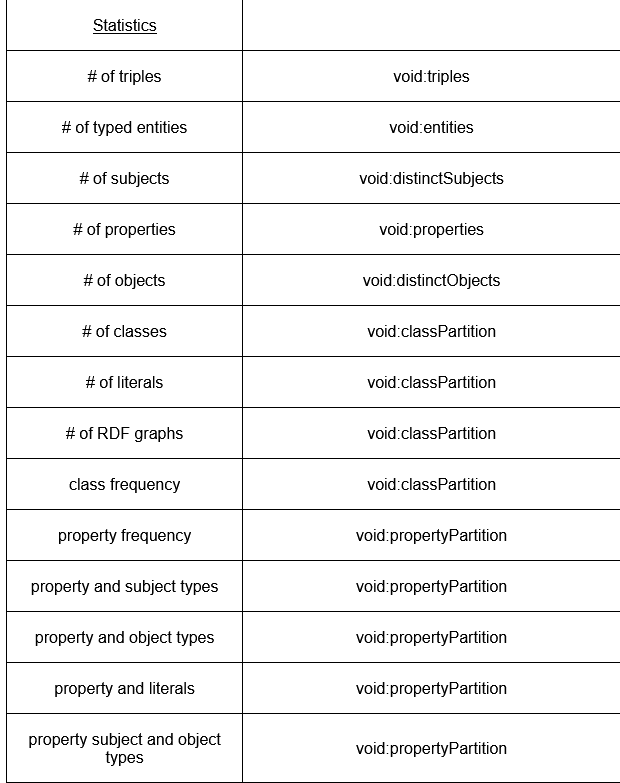 Statistics
# of triples void:triples
# of typed entities void:entities
# of subjects void:distinctSubjects
# of properties void:properties
# of objects void:distinctObjects
# of classes void:classPartition
# of literals void:classPartition
# of RDF graphs void:classPartition
class frequency void:classPartition
property frequency void:propertyPartition
property and subject types void:propertyPartition
property and object types void:propertyPartition
property and literals void:propertyPartition
property subject and object
types void:propertyPartition